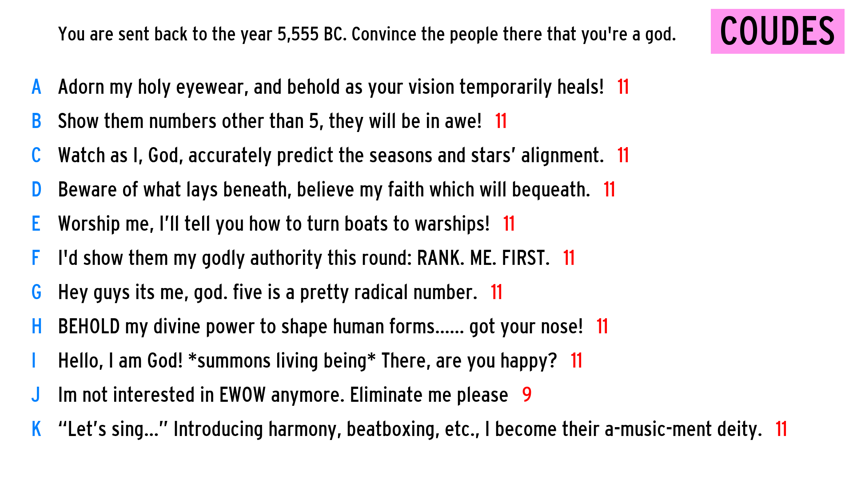 You are sent back to the year 5,555 BC. Convince the people there that you're a god.
COUDES
A Adorn my holy eyewear, and behold as your vision temporarily heals! 11
B Show them numbers other than 5, they will be in awe! 11
C Watch as I, God, accurately predict the seasons and stars’ alignment. 11
D Beware of what lays beneath, believe my faith which will bequeath. 11
E Worship me, I’ll tell you how to turn boats to warships! 11
F I'd show them my godly authority this round: RANK. ME. FIRST. 11
G Hey guys its me, god. five is a pretty radical number. 11
H BEHOLD my divine power to shape human forms...... got your nose! 11
I Hello, I am God! *summons living being* There, are you happy? 11
J Im not interested in EWOW anymore. Eliminate me please 9
K “Let’s sing...” Introducing harmony, beatboxing, etc., I become their a-music-ment deity. 11